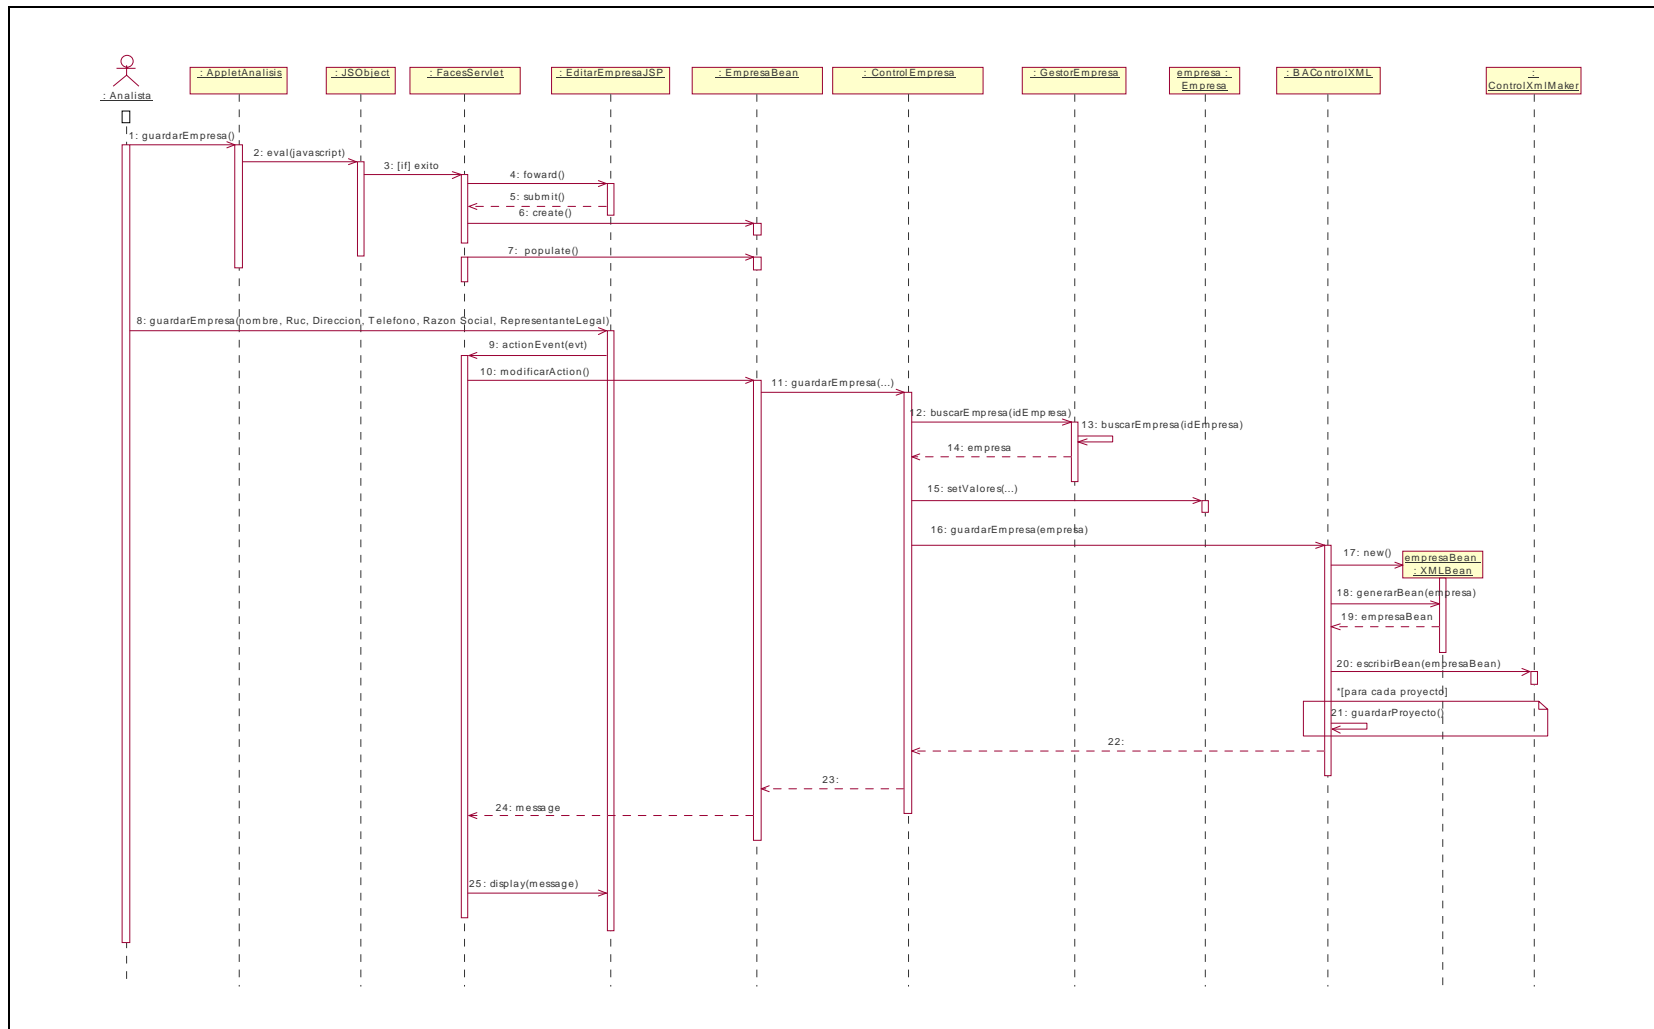 : Analista
: AppletAnalisis
: JSObject
: FacesServlet
: EditarEmpresaJSP
: EmpresaBean
: ControlEmpresa
: GestorEmpresa
empresa :
Empresa
: BAControlXML
:
ControlXmlMaker
1: guardarEmpresa()
2: eval(javascript)
3: [if] exito
4: foward()
5: submit()
6: create()
7: populate()
8: guardarEmpresa(nombre, Ruc, Direccion, Telefono, Razon Social, RepresentanteLegal)
9: actionEvent(evt)
10: modificarAction()
11: guardarEmpresa(...)
12: buscarEmpresa(idEmpresa)
13: buscarEmpresa(idEmpresa)
14: empresa
15: setValores(...)
16: guardarEmpresa(empresa)
17: new()
empresaBean
: XMLBean
18: generarBean(empresa)
19: empresaBean
20: escribirBean(empresaBean)
*[para cada proyecto]
21: guardarProyecto()
22:
23:
24: message
25: display(message)